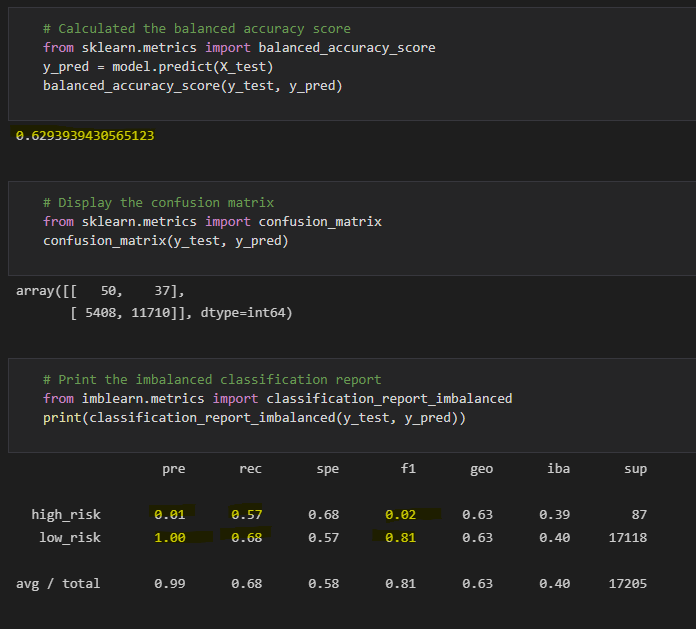 # Calculated the balanced accuracy score
from sklearn.metrics import balanced_accuracy_score
y_pred = model.predict(X_test)
balanced_accuracy_score(y_test, y_pred)
0.6293939430565123
# Display the confusion matrix
from sklearn.metrics import confusion_matrix
confusion_matrix(y_test, y_pred)
array([[   50,    37],
       [ 5408, 11710]], dtype=int64)
# Print the imbalanced classification report
from imblearn.metrics import classification_report_imbalanced
print(classification_report_imbalanced(y_test, y_pred))
pre rec spe f1 geo iba sup
high_risk 0.01 0.57 0.68 0.02 0.63 0.39 87
low_risk 1.00 0.68 0.57 0.81 0.63 0.40 17118
avg / total 0.99 0.68 0.58 0.81 0.63 0.40 17205